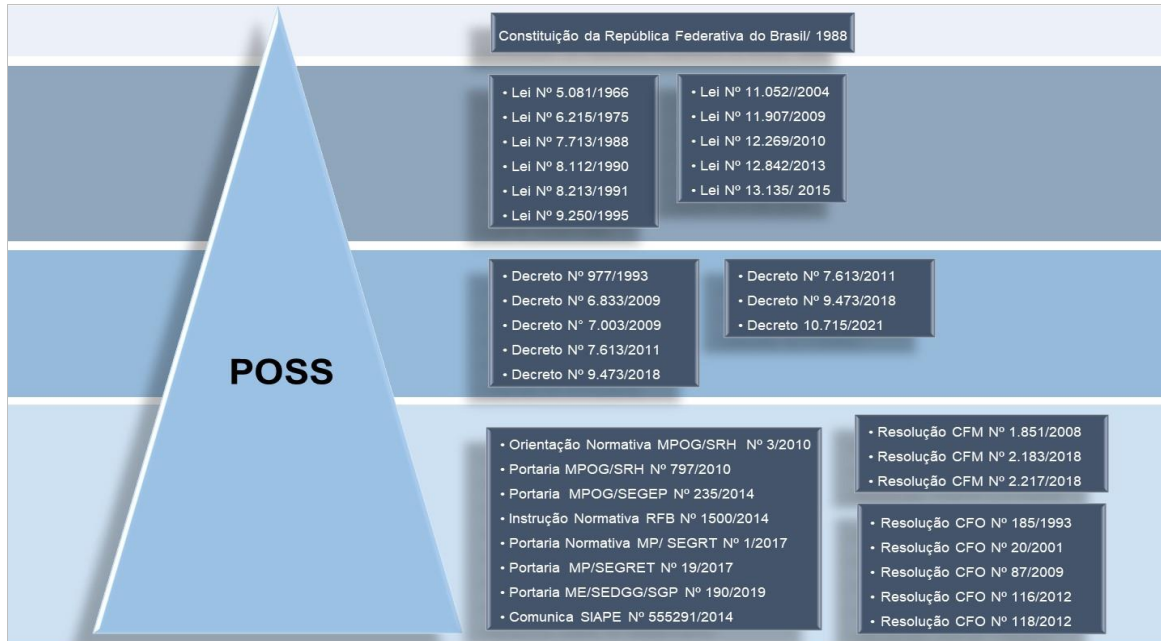 Constituição da República Federativa do Brasil/ 1988
• Lei Nº 5.081/1966
• Lei Nº 6.215/1975
• Lei Nº 7.713/1988
• Lei Nº 8.112/1990
• Lei Nº 8.213/1991
• Lei Nº 9.250/1995
• Lei Nº 11.052//2004
• Lei Nº 11.907/2009
• Lei Nº 12.269/2010
• Lei Nº 12.842/2013
• Lei Nº 13.135/ 2015
• Decreto Nº 977/1993
• Decreto Nº 6.833/2009
• Decreto N° 7.003/2009
• Decreto Nº 7.613/2011
• Decreto Nº 9.473/2018
• Decreto Nº 7.613/2011
• Decreto Nº 9.473/2018
• Decreto 10.715/2021
POSS
• Orientação Normativa MPOG/SRH Nº 3/2010
• Portaria MPOG/SRH Nº 797/2010
• Portaria MPOG/SEGEP Nº 235/2014
• Instrução Normativa RFB Nº 1500/2014
• Portaria Normativa MP/ SEGRT Nº 1/2017
• Portaria MP/SEGRET Nº 19/2017
• Portaria ME/SEDGG/SGP Nº 190/2019
• Comunica SIAPE Nº 555291/2014
• Resolução CFM Nº 1.851/2008
• Resolução CFM Nº 2.183/2018
• Resolução CFM Nº 2.217/2018
• Resolução CFO Nº 185/1993
• Resolução CFO Nº 20/2001
• Resolução CFO Nº 87/2009
• Resolução CFO Nº 116/2012
• Resolução CFO Nº 118/2012